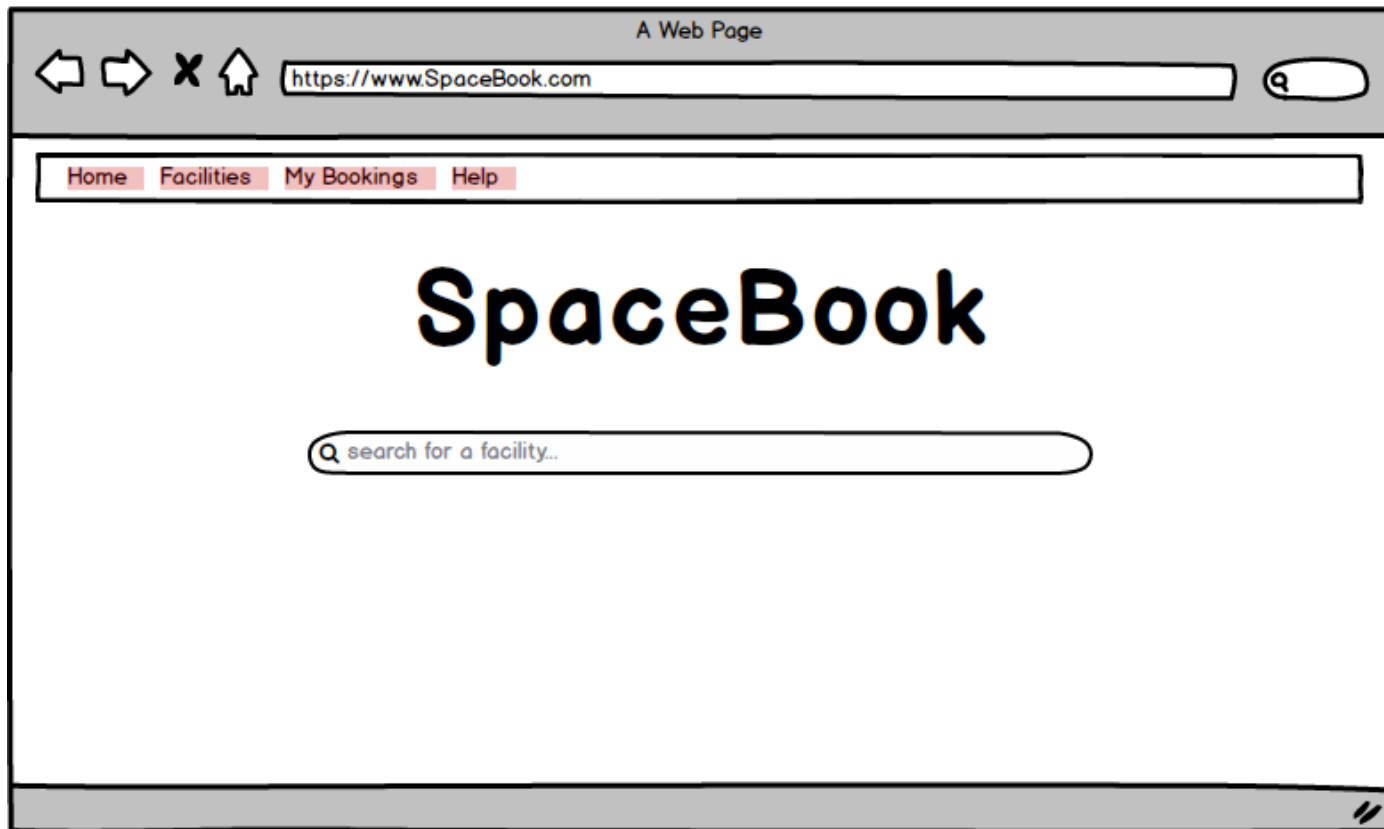 A Web Page
https://www.SpaceBook.com
Home Facilities My Bookings Help
SpaceBook
search for a facility...